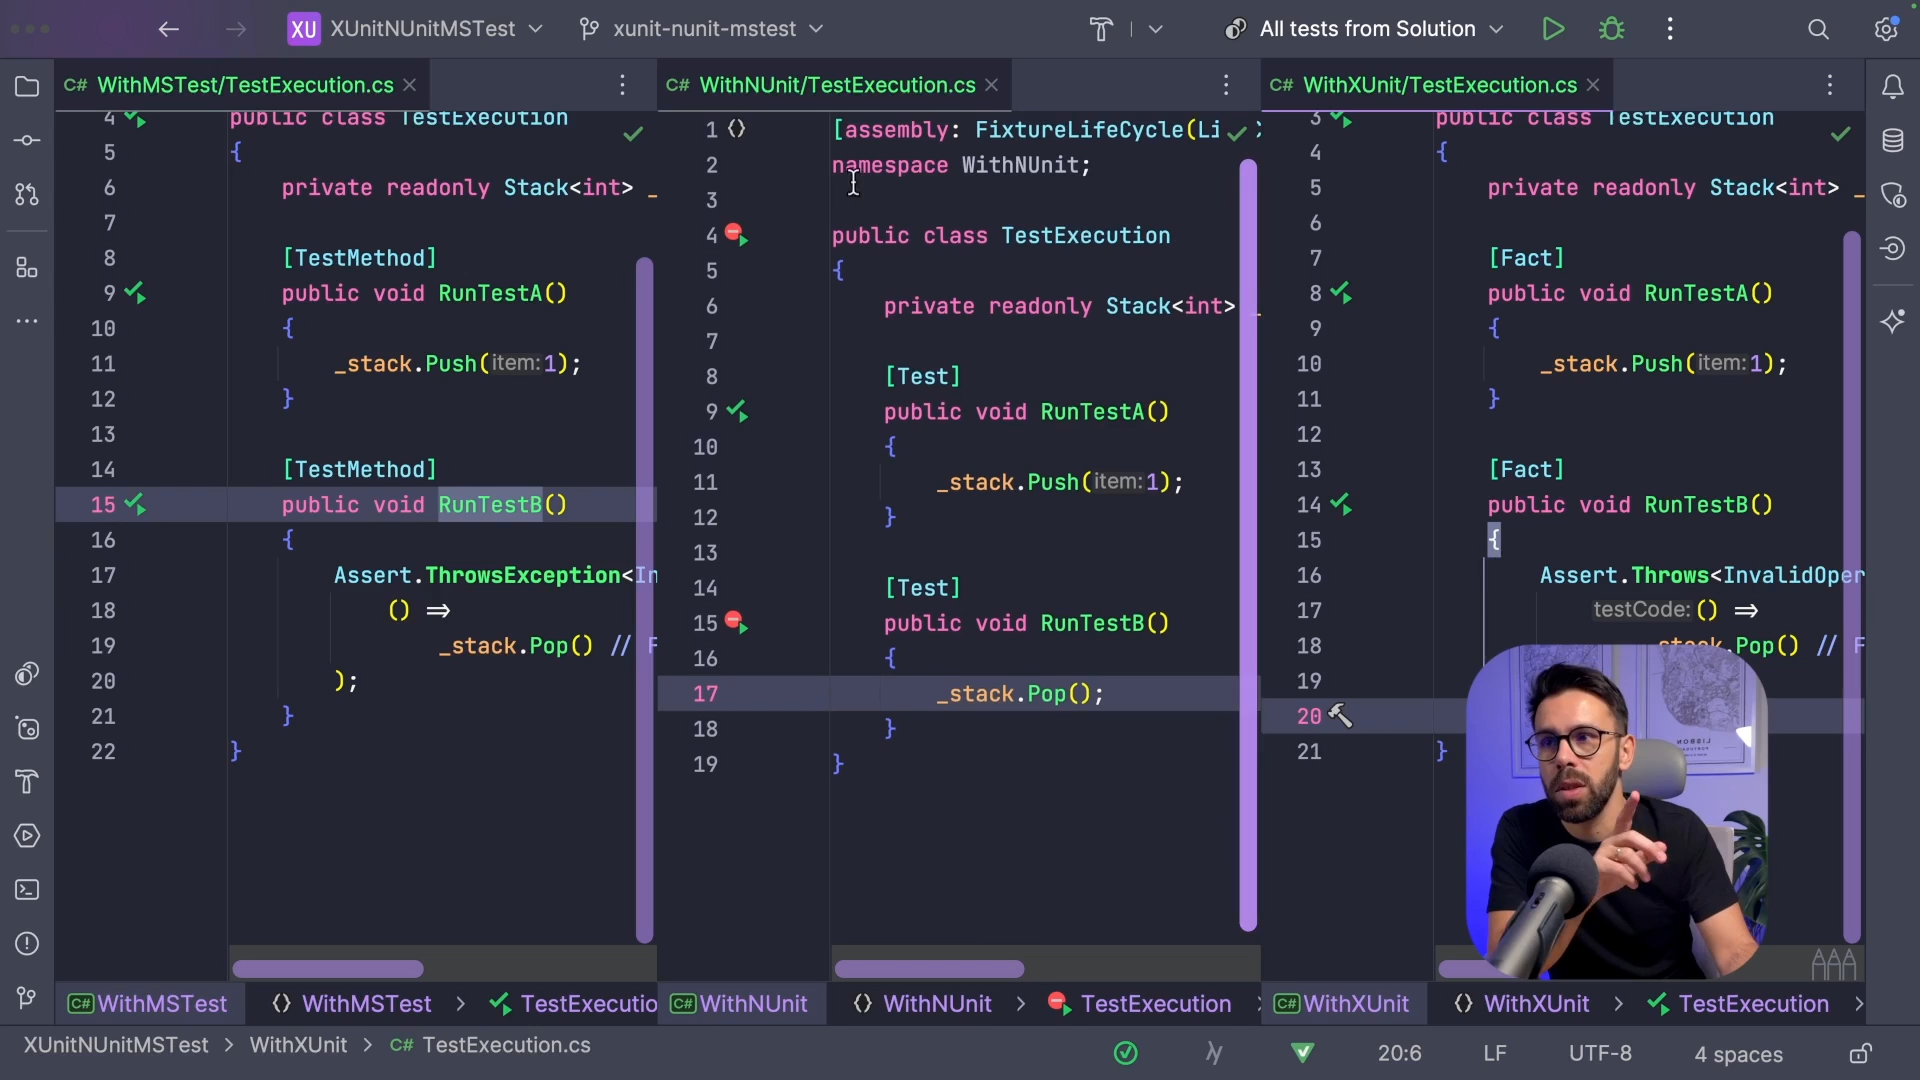 XU XUnitNUnitMSTest xunit-nunit-mstest All tests from Solution
C# WithMSTest/TestExecution.cs
4 public class TestExecution
5 {
6 private readonly Stack<int> _
7
8 [TestMethod]
9 public void RunTestA()
10 {
11 _stack.Push(item:1);
12 }
13
14 [TestMethod]
15 public void RunTestB()
16 {
17 Assert.ThrowsException<In
18 () =>
19 _stack.Pop() // F
20 );
21 }
22 }
C# WithNUnit/TestExecution.cs
1 [assembly: FixtureLifeCycle(Li
2 namespace WithNUnit;
3
4 public class TestExecution
5 {
6 private readonly Stack<int> _
7
8 [Test]
9 public void RunTestA()
10 {
11 _stack.Push(item:1);
12 }
13
14 [Test]
15 public void RunTestB()
16 {
17 _stack.Pop();
18 }
19 }
C# WithXUnit/TestExecution.cs
3 public class TestExecution
4 {
5 private readonly Stack<int> _
6
7 [Fact]
8 public void RunTestA()
9 {
10 _stack.Push(item:1);
11 }
12
13 [Fact]
14 public void RunTestB()
15 {
16 Assert.Throws<InvalidOper
17 testCode: () =>
18 _stack.Pop() // F
19
20
21 }
LISBON
C# WithMSTest {} WithMSTest > TestExecutio
C# WithNUnit {} WithNUnit > TestExecution >
C# WithXUnit {} WithXUnit > TestExecution >
XUnitNUnitMSTest > WithXUnit > C# TestExecution.cs
20:6 LF UTF-8 4 spaces